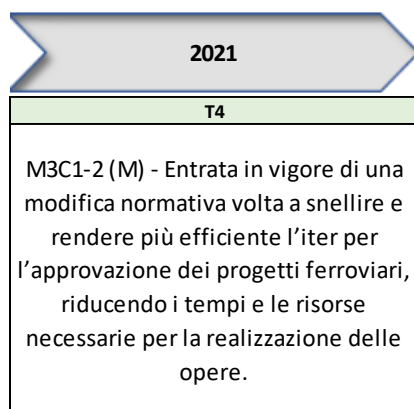 2021
T4
M3C1-2 (M) - Entrata in vigore di una
modifica normativa volta a snellire e
rendere più efficiente l’iter per
l’approvazione dei progetti ferroviari,
riducendo i tempi e le risorse
necessarie per la realizzazione delle
opere.